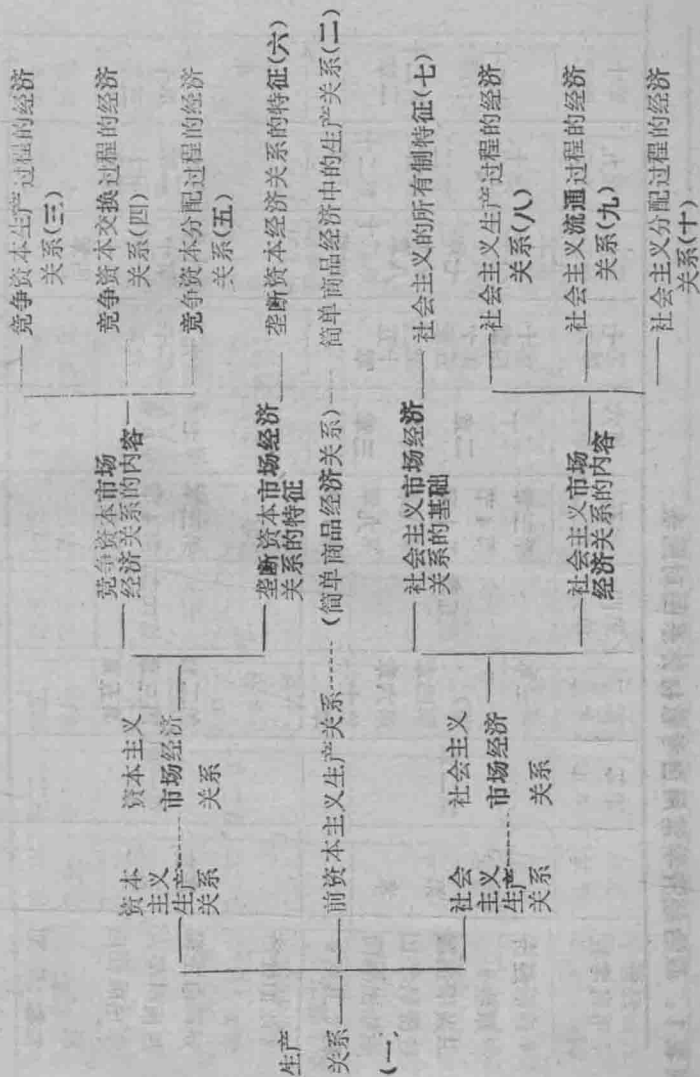 生产
关系
(一)
资本
主义
生产
关系
资本主义
市场经济
关系
竞争资本市场
经济关系的内容
竞争资本生产过程的经济
关系(三)
竞争资本交换过程的经济
关系(四)
竞争资本分配过程的经济
关系(五)
垄断资本市场经济
关系的特征
垄断资本经济关系的特征(六)
前资本主义生产关系
(简单商品经济关系)
简单商品经济中的生产关系(二)
社会
主义
生产
关系
社会主义
市场经济
关系
社会主义市场经济
关系的基础
社会主义的所有制特征(七)
社会主义市场
经济关系的内容
社会主义生产过程的经济
关系(八)
社会主义流通过程的经济
关系(九)
社会主义分配过程的经济
关系(十)